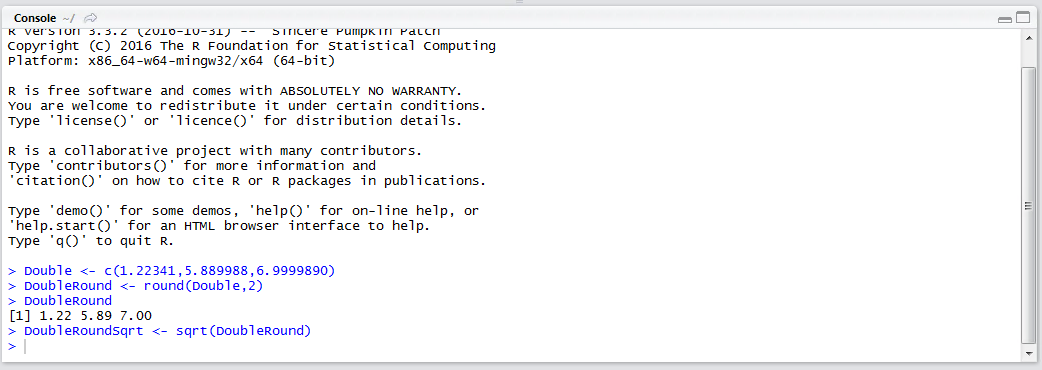 Console ~/
R version 3.3.2 (2016-10-31) -- "Sincere Pumpkin Patch"
Copyright (C) 2016 The R Foundation for Statistical Computing
Platform: x86_64-w64-mingw32/x64 (64-bit)
R is free software and comes with ABSOLUTELY NO WARRANTY.
You are welcome to redistribute it under certain conditions.
Type 'license()' or 'licence()' for distribution details.
R is a collaborative project with many contributors.
Type 'contributors()' for more information and
'citation()' on how to cite R or R packages in publications.
Type 'demo()' for some demos, 'help()' for on-line help, or
'help.start()' for an HTML browser interface to help.
Type 'q()' to quit R.
> Double <- c(1.22341,5.889988,6.9999890)
> DoubleRound <- round(Double,2)
> DoubleRound
[1] 1.22 5.89 7.00
> DoubleRoundSqrt <- sqrt(DoubleRound)
>